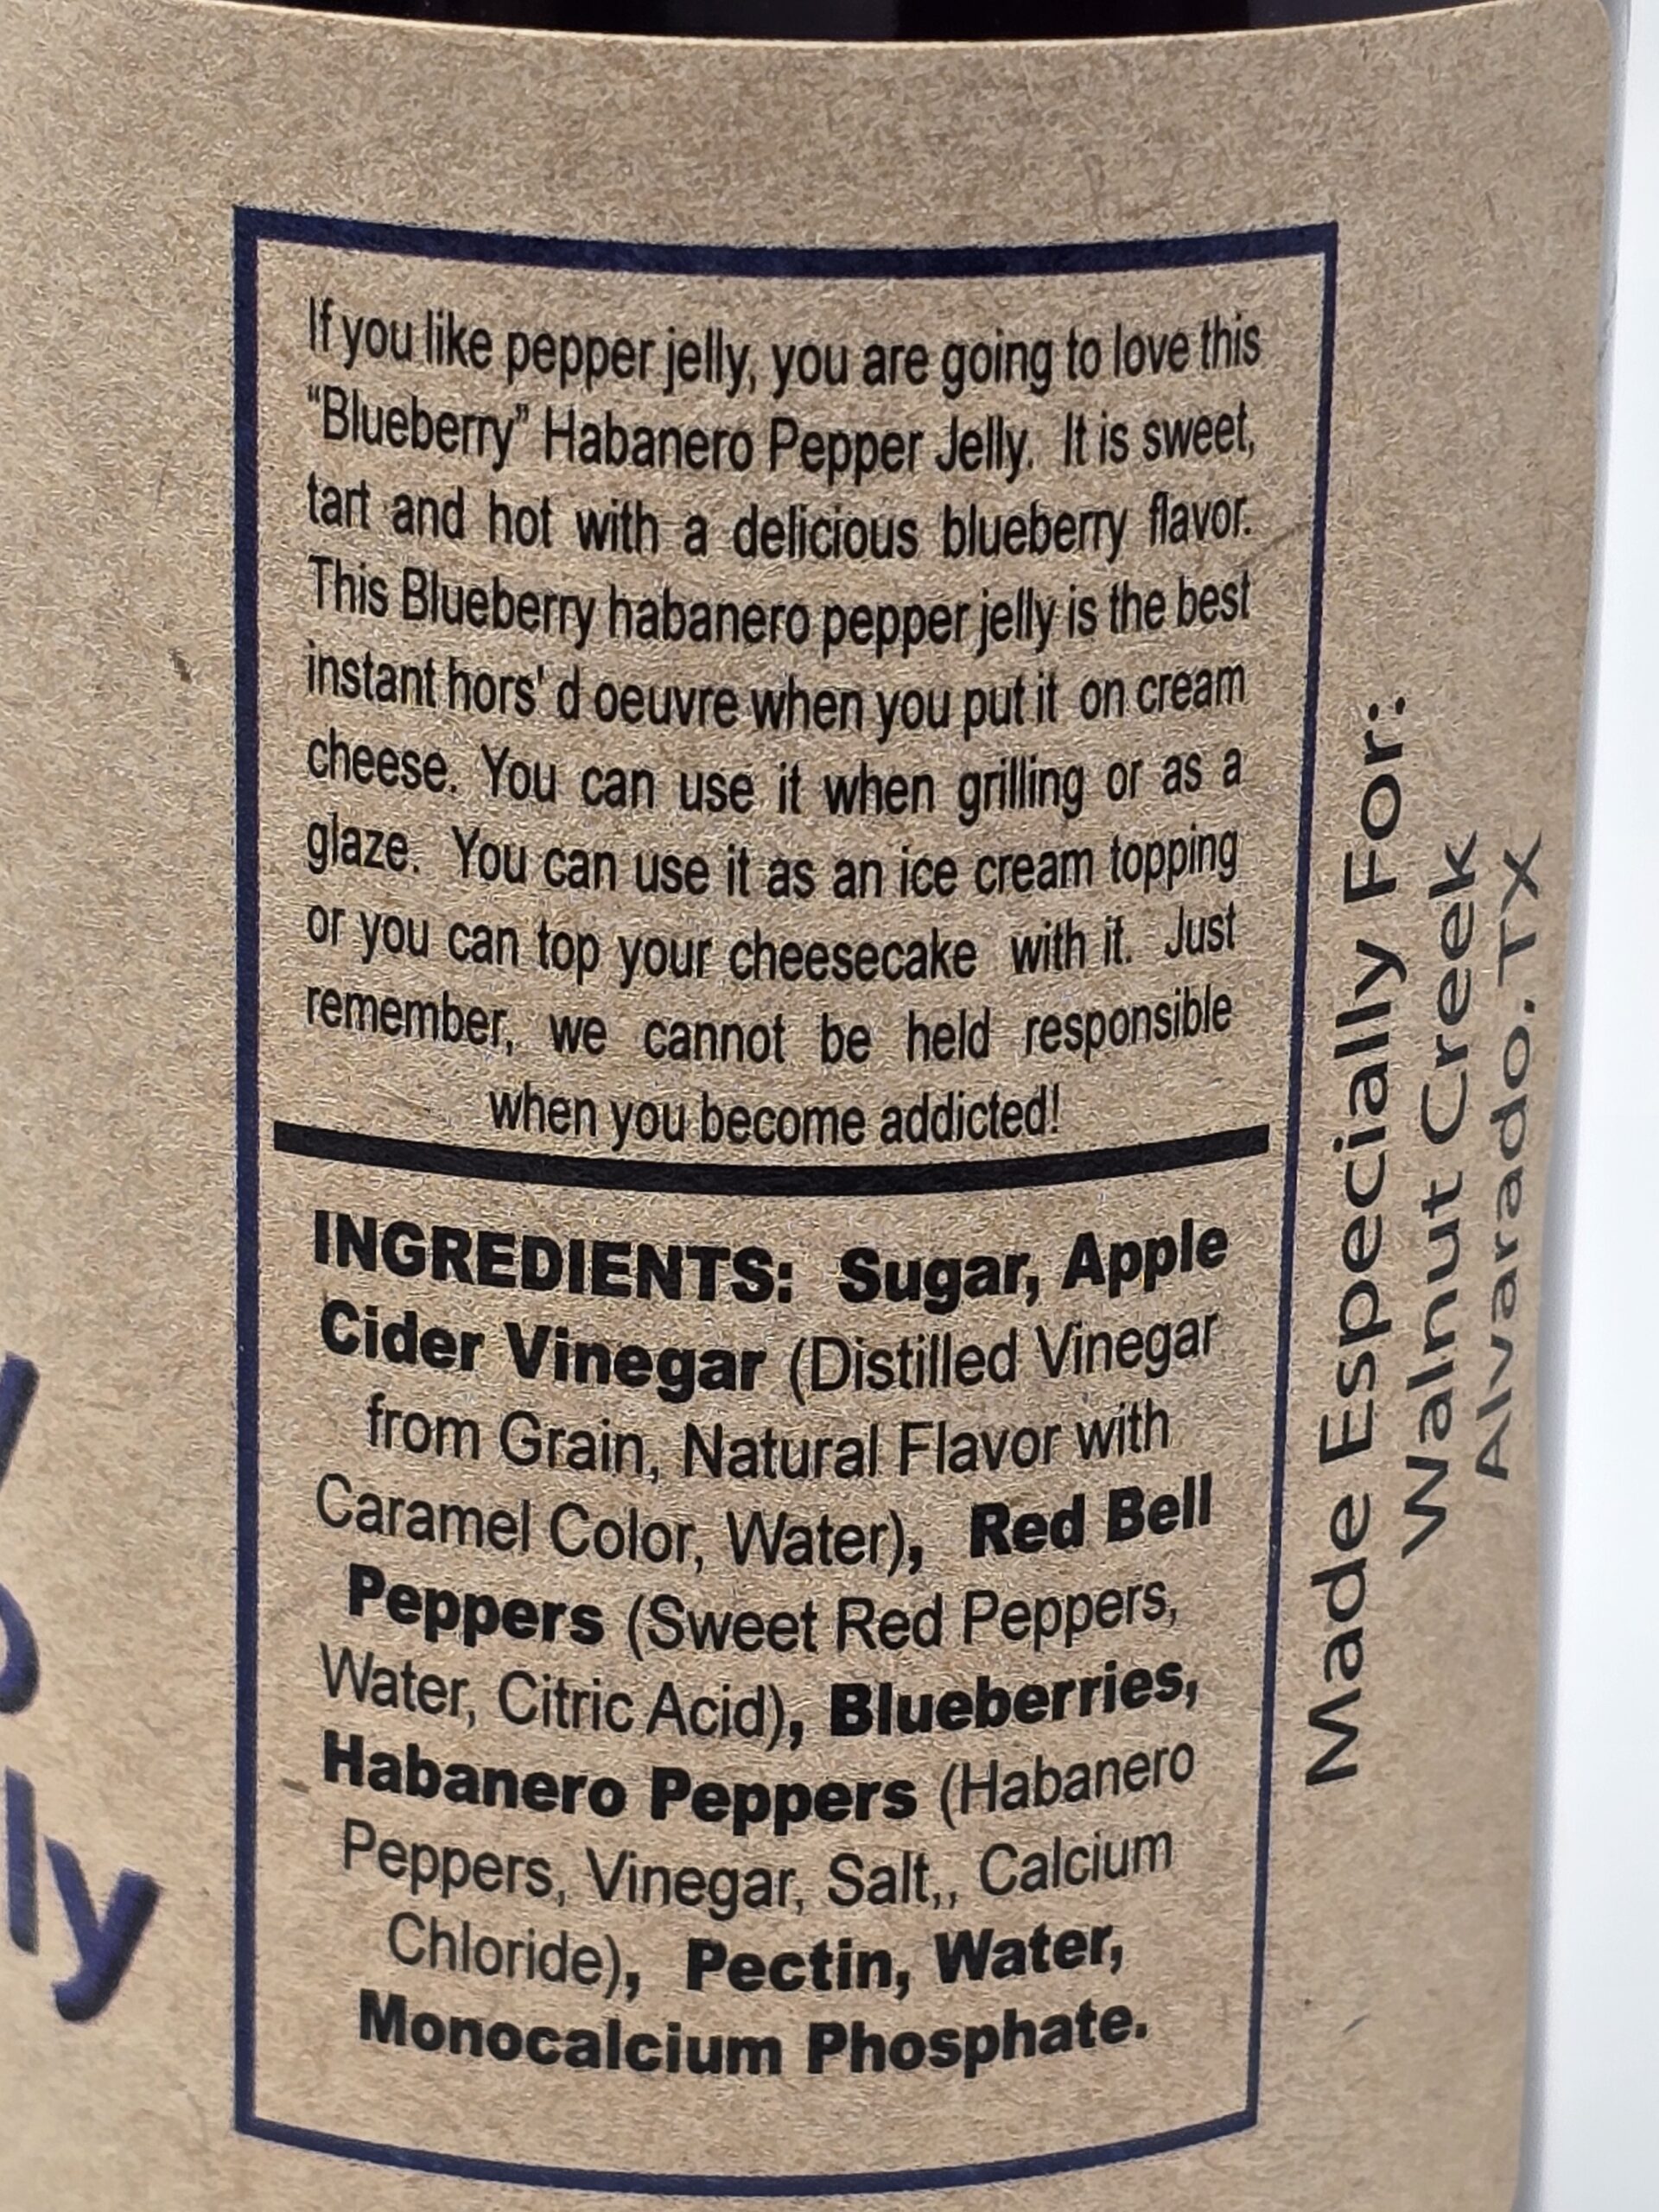 If you like pepper jelly, you are going to love this
“Blueberry” Habanero Pepper Jelly. It is sweet,
tart and hot with a delicious blueberry flavor.
This Blueberry habanero pepper jelly is the best
instant hors' d oeuvre when you put it on cream
cheese. You can use it when grilling or as a
glaze. You can use it as an ice cream topping
or you can top your cheesecake with it. Just
remember, we cannot be held responsible
when you become addicted!
INGREDIENTS: Sugar, Apple
Cider Vinegar (Distilled Vinegar
from Grain, Natural Flavor with
Caramel Color, Water), Red Bell
Peppers (Sweet Red Peppers,
Water, Citric Acid), Blueberries,
Habanero Peppers (Habanero
Peppers, Vinegar, Salt,, Calcium
Chloride), Pectin, Water,
Monocalcium Phosphate.
Made Especially For:
Walnut Creek
Alvarado, TX